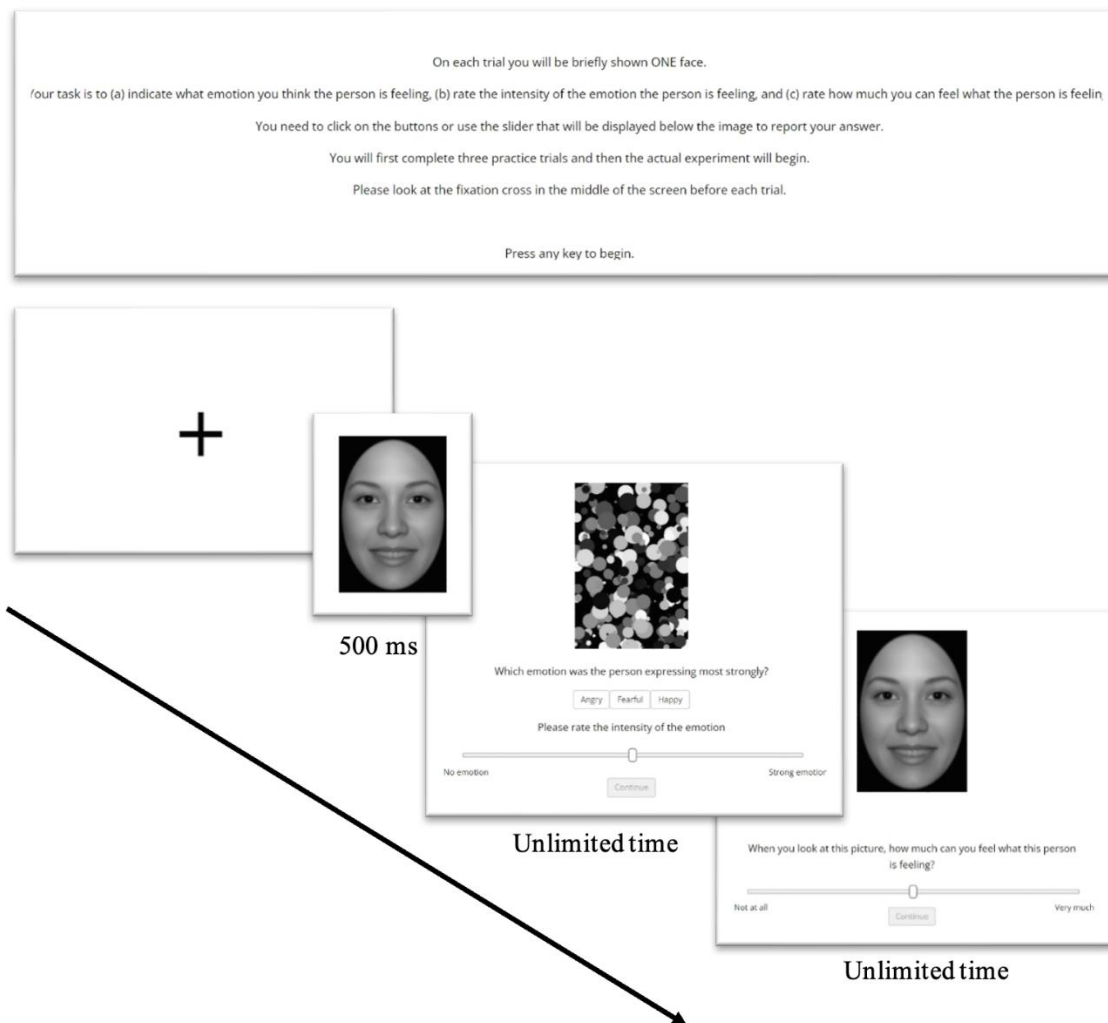 On each trial you will be briefly shown ONE face.
Your task is to (a) indicate what emotion you think the person is feeling, (b) rate the intensity of the emotion the person is feeling, and (c) rate how much you can feel what the person is feelin
You need to click on the buttons or use the slider that will be displayed below the image to report your answer.
You will first complete three practice trials and then the actual experiment will begin.
Please look at the fixation cross in the middle of the screen before each trial.
Press any key to begin.
500 ms
Which emotion was the person expressing most strongly?
Angry Fearful Happy
Please rate the intensity of the emotion
No emotion Strong emotion
Continue
Unlimited time
When you look at this picture, how much can you feel what this person
is feeling?
Not at all Very much
Continue
Unlimited time